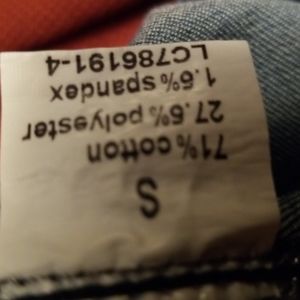 S
71% cotton
27.6% polyester
1.6% spandex
LC786191-4